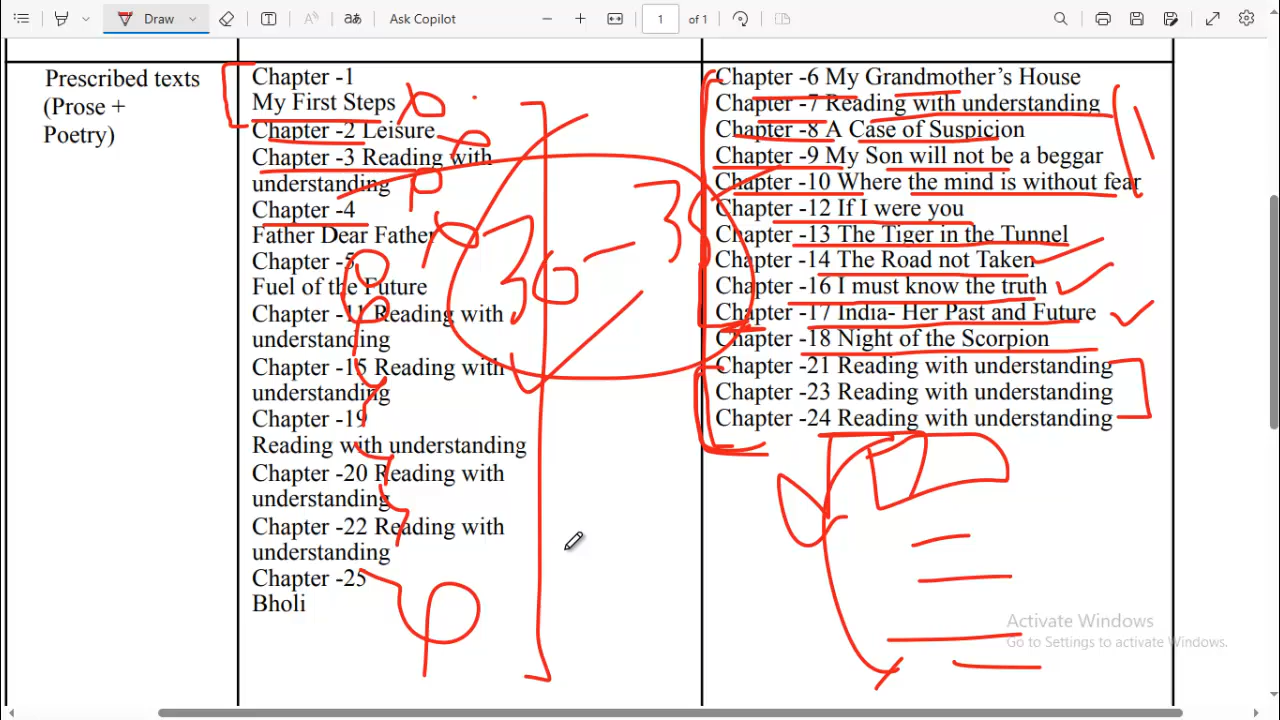 Draw
Ask Copilot
1 of 1
Prescribed texts
(Prose +
Poetry)
Chapter -1
My First Steps
Chapter -2 Leisure
Chapter -3 Reading with
understanding
Chapter -4
Father Dear Father
Chapter -5
Fuel of the Future
Chapter -11 Reading with
understanding
Chapter -15 Reading with
understanding
Chapter -19
Reading with understanding
Chapter -20 Reading with
understanding
Chapter -22 Reading with
understanding
Chapter -25
Bholi
Chapter -6 My Grandmother’s House
Chapter -7 Reading with understanding
Chapter -8 A Case of Suspicion
Chapter -9 My Son will not be a beggar
Chapter -10 Where the mind is without fear
Chapter -12 If I were you
Chapter -13 The Tiger in the Tunnel
Chapter -14 The Road not Taken
Chapter -16 I must know the truth
Chapter -17 India- Her Past and Future
Chapter -18 Night of the Scorpion
Chapter -21 Reading with understanding
Chapter -23 Reading with understanding
Chapter -24 Reading with understanding
Activate Windows
Go to Settings to activate Windows.